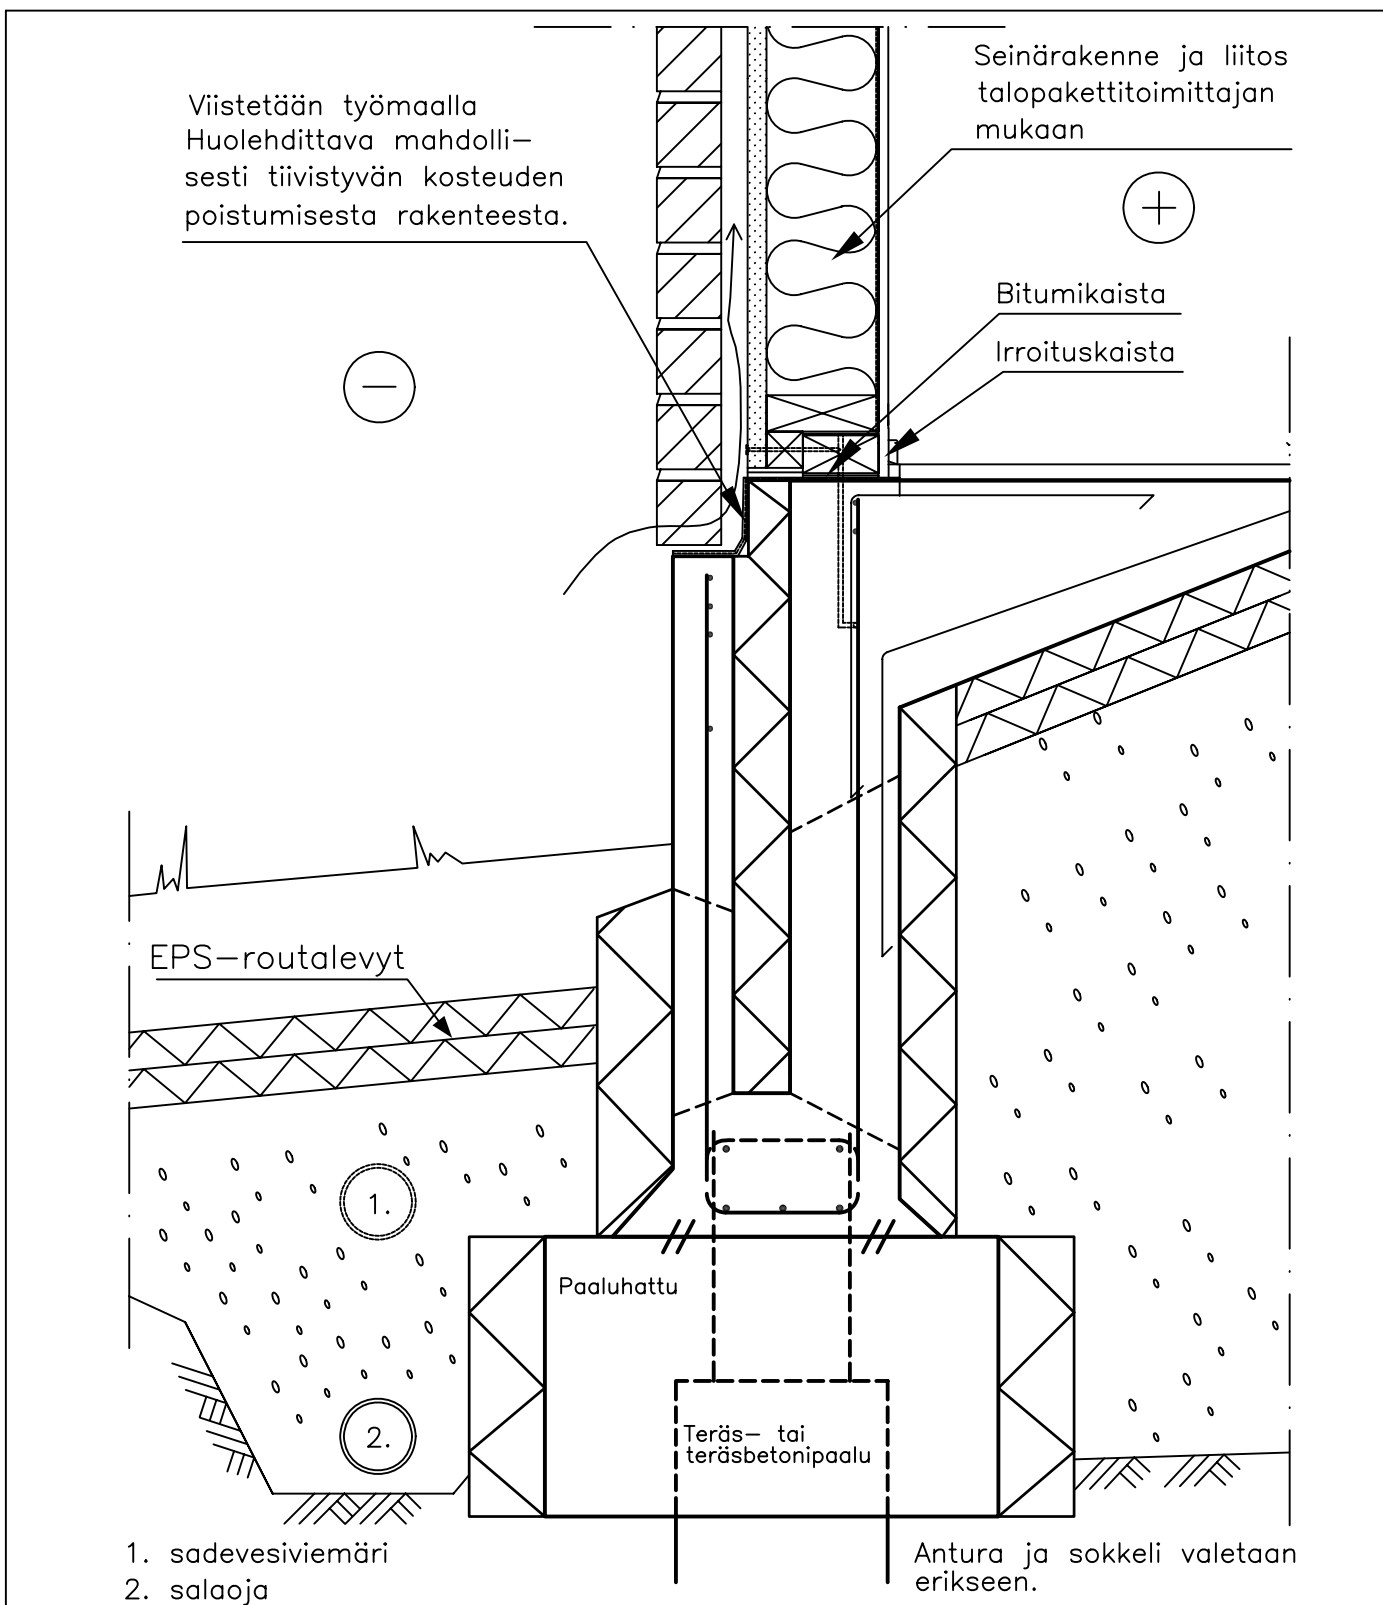 Seinärakenne ja liitos
talopakettitoimittajan
mukaan
Viistetään työmaalla
Huolehdittava mahdolli-
sesti tiivistyvän kosteuden
poistumisesta rakenteesta.
+
Bitumikaista
Irroituskaista
−
EPS-routalevyt
1.
Paaluhattu
2.
Teräs- tai
teräsbetonipaalu
1. sadevesiviemäri
2. salaoja
Antura ja sokkeli valetaan
erikseen.